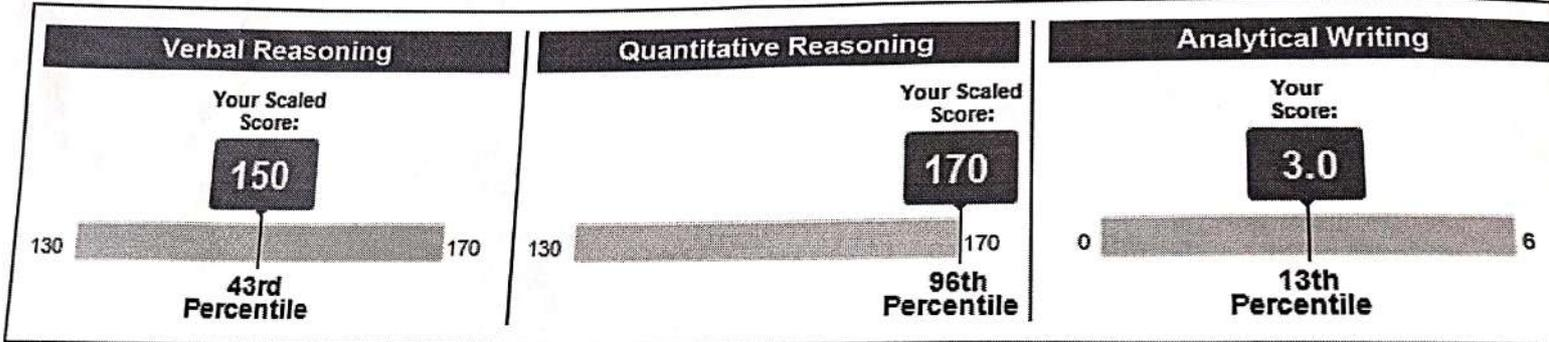 Verbal Reasoning
Your Scaled
Score:
150
130
170
43rd
Percentile
Quantitative Reasoning
Your Scaled
Score:
170
130
170
96th
Percentile
Analytical Writing
Your
Score:
3.0
0
6
13th
Percentile